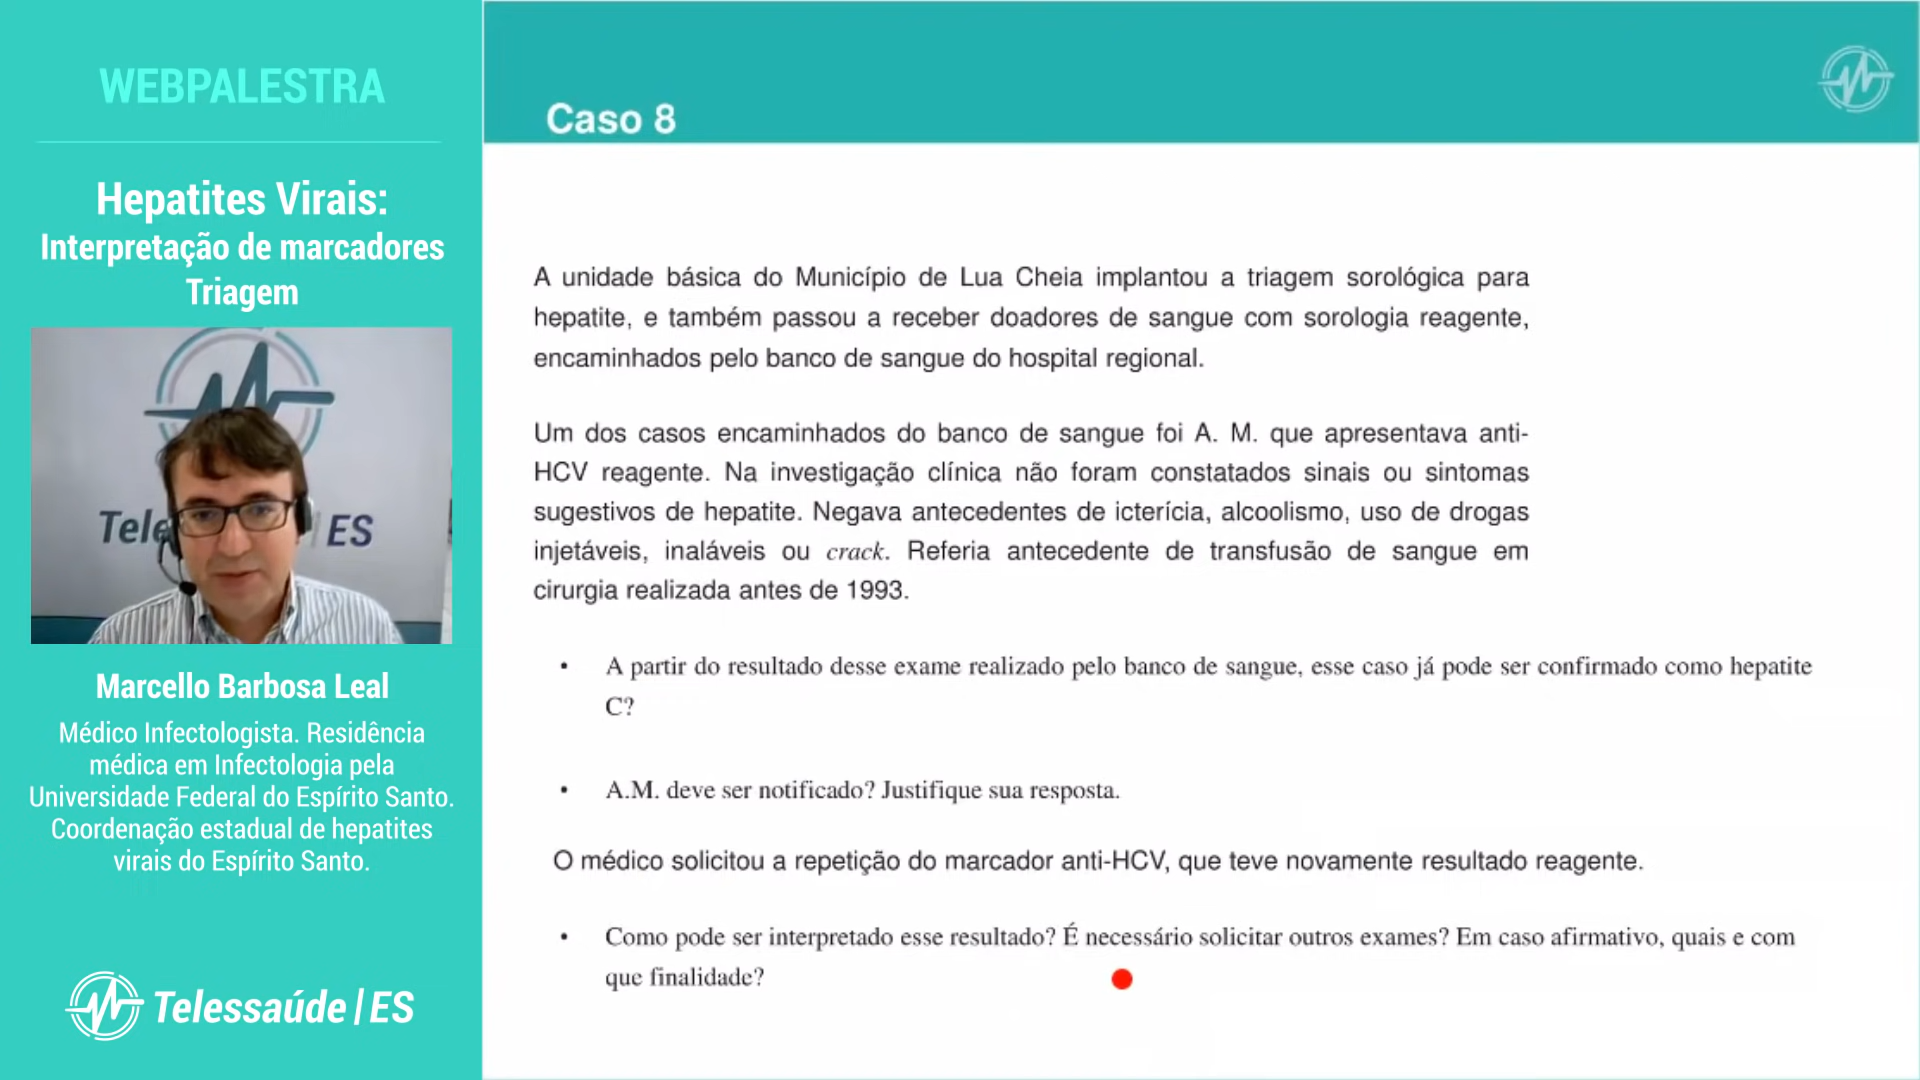 WEBPALESTRA
Hepatites Virais:
Interpretação de marcadores
Triagem
Tele
ES
Marcello Barbosa Leal
Médico Infectologista. Residência
médica em Infectologia pela
Universidade Federal do Espírito Santo.
Coordenação estadual de hepatites
virais do Espírito Santo.
Telessaúde|ES
Caso 8
A unidade básica do Município de Lua Cheia implantou a triagem sorológica para
hepatite, e também passou a receber doadores de sangue com sorologia reagente,
encaminhados pelo banco de sangue do hospital regional.
Um dos casos encaminhados do banco de sangue foi A. M. que apresentava anti-
HCV reagente. Na investigação clínica não foram constatados sinais ou sintomas
sugestivos de hepatite. Negava antecedentes de icterícia, alcoolismo, uso de drogas
injetáveis, inaláveis ou crack. Referia antecedente de transfusão de sangue em
cirurgia realizada antes de 1993.
• A partir do resultado desse exame realizado pelo banco de sangue, esse caso já pode ser confirmado como hepatite
C?
• A.M. deve ser notificado? Justifique sua resposta.
O médico solicitou a repetição do marcador anti-HCV, que teve novamente resultado reagente.
• Como pode ser interpretado esse resultado? É necessário solicitar outros exames? Em caso afirmativo, quais e com
que finalidade?